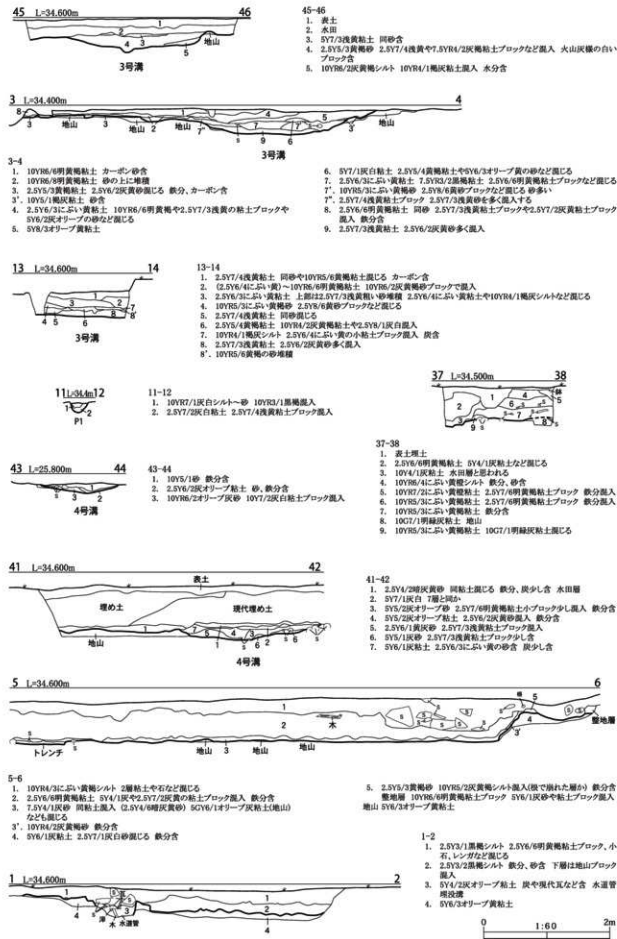 45 L=34.600m 46
3号溝
地山
45-46
1. 表土
2. 水田
3. 5Y7/3浅黄粘土 同砂含
4. 2.5Y5/3黄褐砂 2.5Y7/4浅黄や7.5YR4/2灰褐粘土ブロックなど混入 火山灰様の白い
ブロック含
5. 10YR6/2灰黄褐シルト 10YR4/1褐灰粘土混入 水分含
3 L=34.400m 4
地山 地山 地山 地山
3号溝
3-4
1. 10YR6/6明黄褐粘土 カーボン砂含
2. 10YR6/8明黄褐粘土 砂の上に堆積
3. 2.5Y5/3黄褐粘土 2.5Y6/2灰黄砂混じる 鉄分、カーボン含
3'. 10Y5/1褐灰粘土 砂含
4. 2.5Y6/3にぶい黄粘土 10YR6/6明黄褐や2.5Y7/3浅黄の粘土ブロックや
5Y6/2灰オリーブの砂など混じる
5. 5Y8/3オリーブ黄粘土
6. 5Y7/1灰白粘土 2.5Y5/4黄褐粘土や5Y6/3オリーブ黄の砂など混じる
7. 2.5Y6/3にぶい黄粘土 7.5YR3/2黒褐粘土 2.5Y6/6明黄褐粘土ブロックなど混じる
7'. 10YR5/3にぶい黄褐砂 2.5Y8/6黄砂ブロックなど混じる 砂多い
7''. 2.5Y7/4浅黄粘土ブロック 2.5Y7/3浅黄砂を多く混入する
8. 2.5Y6/6明黄褐粘土 同砂 2.5Y7/3浅黄粘土ブロックや2.5Y7/2灰黄粘土ブロック
混入 鉄分含
9. 2.5Y7/3浅黄粘土 2.5Y6/2灰黄砂多く混入
13 L=34.600m 14
3号溝
13-14
1. 2.5Y7/4浅黄粘土 同砂や10YR5/6黄褐粘土混じる カーボン含
2. (2.5Y6/4にぶい黄)～10YR6/6明黄褐粘土 10YR6/2灰黄褐砂ブロックで混入
3. 2.5Y6/3にぶい黄粘土 上部は2.5Y7/3浅黄粗い砂堆積 2.5Y6/4にぶい黄粘土や10YR4/1褐灰シルトなど混じる
4. 10YR5/3にぶい黄褐砂 2.5Y8/6黄砂ブロックなど混じる
5. 2.5Y7/4浅黄粘土 同砂混じる
6. 2.5Y5/4黄褐粘土 10YR4/2灰黄褐粘土や2.5Y8/1灰白混入
7. 10YR4/1褐灰シルト 2.5Y6/4にぶい黄の小粘土ブロック混入 炭含
8. 2.5Y7/3浅黄粘土 2.5Y6/2灰黄砂多く混入
8'. 10YR5/6黄褐の砂堆積
11 L=34.4m 12
P1
11-12
1. 10YR7/1灰白シルト～砂 10YR3/1黒褐混入
2. 2.5Y7/2灰白粘土 2.5Y7/4浅黄粘土ブロック混入
37 L=34.500m 38
37-38
1. 表土埋土
2. 2.5Y6/6明黄褐粘土 5Y4/1灰粘土など混じる
3. 10Y4/1灰粘土 水田層と思われる
4. 10YR6/4にぶい黄橙シルト 鉄分、砂含
5. 10YR7/2にぶい黄橙粘土 2.5Y7/6明黄褐粘土ブロック 鉄分混入
6. 10YR5/3にぶい黄褐粘土 2.5Y7/6明黄褐粘土ブロック 鉄分混入
7. 10YR5/3にぶい黄褐粘土 鉄分含
8. 10G7/1明緑灰粘土 地山
9. 10YR5/3にぶい黄褐粘土 10G7/1明緑灰粘土混じる
43 L=25.800m 44
4号溝
43-44
1. 10Y5/1砂 鉄分含
2. 2.5Y6/2灰オリーブ粘土 砂、鉄分含
3. 10YR6/2オリーブ灰砂 10Y7/2灰白粘土ブロック混入
41 L=34.600m 42
表土
埋め土 現代埋め土
地山
4号溝
41-42
1. 2.5Y4/2暗灰黄砂 同粘土混じる 鉄分、炭少し含 水田層
2. 5Y7/1灰白 7層と同か
3. 5Y5/2灰オリーブ砂 2.5Y7/6明黄褐粘土小ブロック少し混入 鉄分含
4. 5Y5/2灰オリーブ粘土 2.5Y6/2灰黄砂混入 鉄分含
5. 2.5Y6/1黄灰砂 2.5Y7/3浅黄粘土ブロック混入
6. 5Y5/1灰砂 2.5Y7/3浅黄粘土ブロック少し含
7. 5Y6/1灰粘土 2.5Y6/3にぶい黄の砂含 炭少し含
5 L=34.600m 6
木
整地層
トレンチ 地山 地山 地山
5-6
1. 10YR4/3にぶい黄褐シルト 2層粘土や石など混じる
2. 2.5Y6/6明黄褐粘土 5Y4/1灰や2.5Y7/2灰黄の粘土ブロック混入 鉄分含
3. 7.5Y4/1灰砂 同粘土混入 (2.5Y4/6暗灰黄砂) 5GY6/1オリーブ灰粘土(地山)
なども混じる
3'. 10YR4/2灰黄褐砂 鉄分含
4. 5Y6/1灰粘土 2.5Y7/1灰白砂混じる 鉄分含
5. 2.5Y5/3黄褐砂 10YR5/2灰黄褐シルト混入(後で崩れた層か) 鉄分含
整地層 10YR6/6明黄褐粘土ブロック 5Y6/1灰砂や粘土ブロック混入
地山 5Y6/3オリーブ黄粘土
1 L=34.600m 2
木 水道管
1-2
1. 2.5Y3/1黒褐シルト 2.5Y6/6明黄褐粘土ブロック、小
石、レンガなど混じる
2. 2.5Y3/2黒褐シルト 鉄分、砂含 下層は地山ブロック
混入
3. 5Y4/2灰オリーブ粘土 炭や現代瓦など含 水道管
埋設溝
4. 5Y6/3オリーブ黄粘土
0 1:60 2m